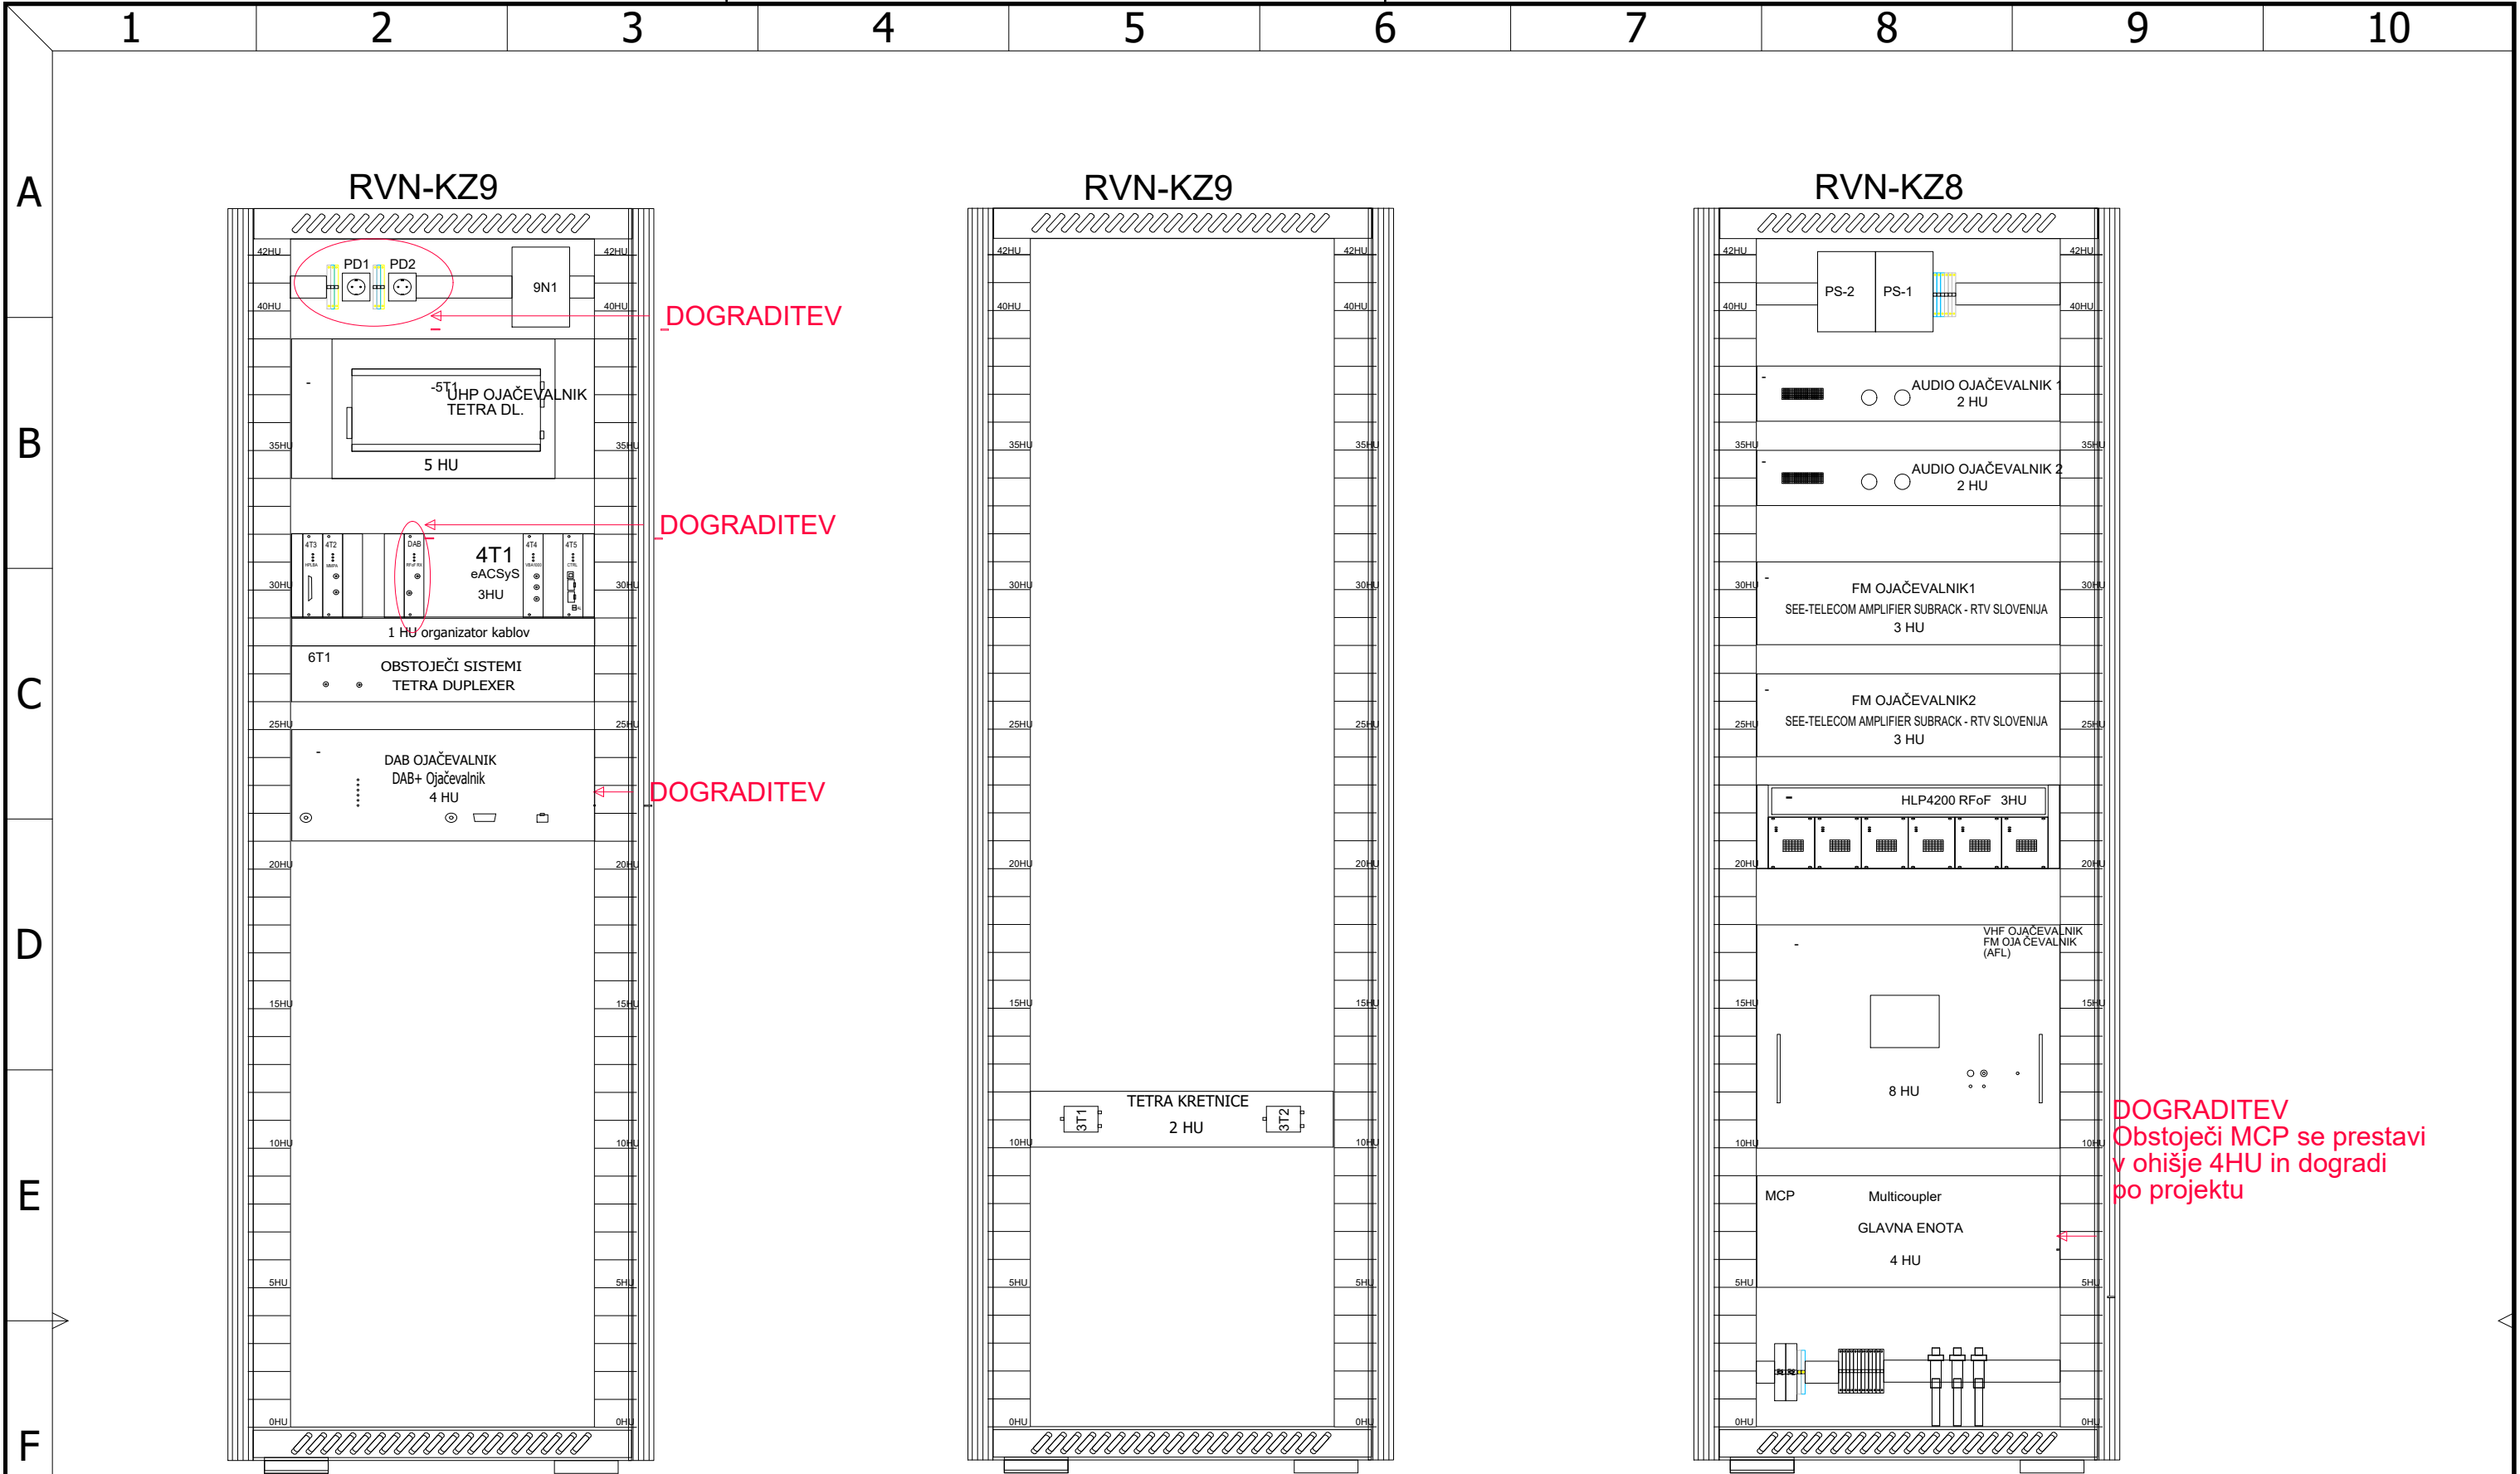 1 2 3 4 5 6 7 8 9 10
A
B
C
D
E
F
RVN-KZ9
42HU 42HU
PD1 PD2
9N1
40HU 40HU
DOGRADITEV
-5T1
UHP OJAČEVALNIK
TETRA DL.
35HU 35HU
5 HU
DOGRADITEV
4T3 4T2 DAB 4T4 4T5
4T1
eACSyS
3HU
CTRL
30HU 30HU
1 HU organizator kablov
6T1
OBSTOJEČI SISTEMI
TETRA DUPLEXER
25HU 25HU
DAB OJAČEVALNIK
DAB+ Ojačevalnik
4 HU
DOGRADITEV
20HU 20HU
15HU 15HU
10HU 10HU
5HU 5HU
0HU 0HU
RVN-KZ9
42HU 42HU
40HU 40HU
35HU 35HU
30HU 30HU
25HU 25HU
20HU 20HU
15HU 15HU
TETRA KRETNICE
3T1 3T2
2 HU
10HU 10HU
5HU 5HU
0HU 0HU
RVN-KZ8
42HU 42HU
PS-2 PS-1
40HU 40HU
AUDIO OJAČEVALNIK 1
2 HU
35HU 35HU
AUDIO OJAČEVALNIK 2
2 HU
30HU 30HU
FM OJAČEVALNIK1
SEE-TELECOM AMPLIFIER SUBRACK - RTV SLOVENIJA
3 HU
FM OJAČEVALNIK2
SEE-TELECOM AMPLIFIER SUBRACK - RTV SLOVENIJA
25HU 25HU
3 HU
HLP4200 RFoF 3HU
20HU 20HU
VHF OJAČEVALNIK
FM OJA ČEVALNIK
(AFL)
15HU 15HU
8 HU
10HU 10HU
DOGRADITEV
Obstoječi MCP se prestavi
v ohišje 4HU in dogradi
po projektu
MCP Multicoupler
GLAVNA ENOTA
4 HU
5HU 5HU
0HU 0HU